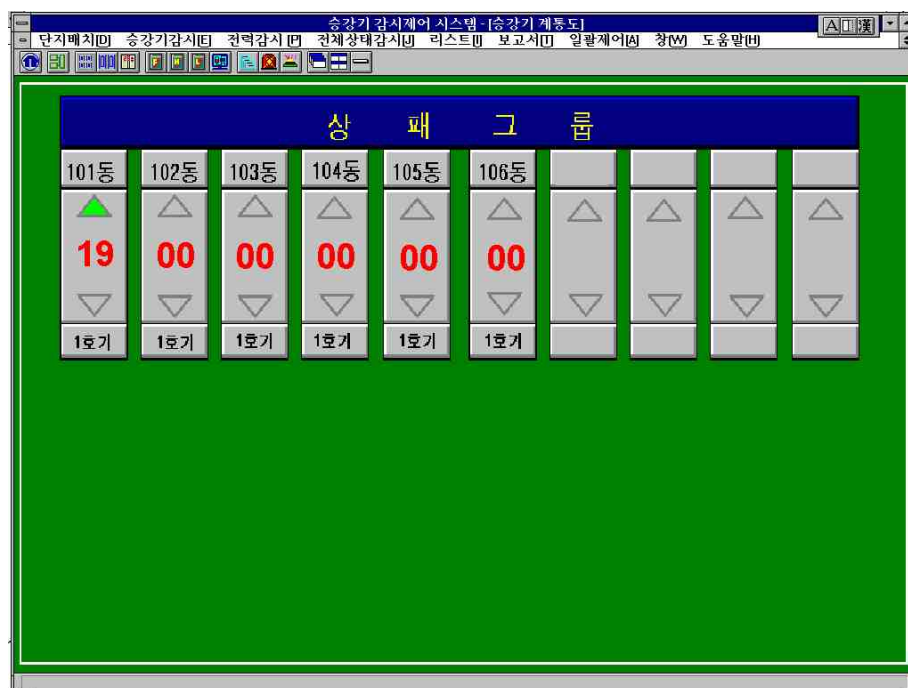 승강기 감시제어 시스템 - [승강기 계통도]
A 漢
단지배치[D] 승강기감시[E] 전력감시 [P] 전체상태감시[J] 리스트[I] 보고서[T] 일괄제어[A] 창[W] 도움말[H]
상 패 그 룹
101동 102동 103동 104동 105동 106동
19 00 00 00 00 00
1호기 1호기 1호기 1호기 1호기 1호기